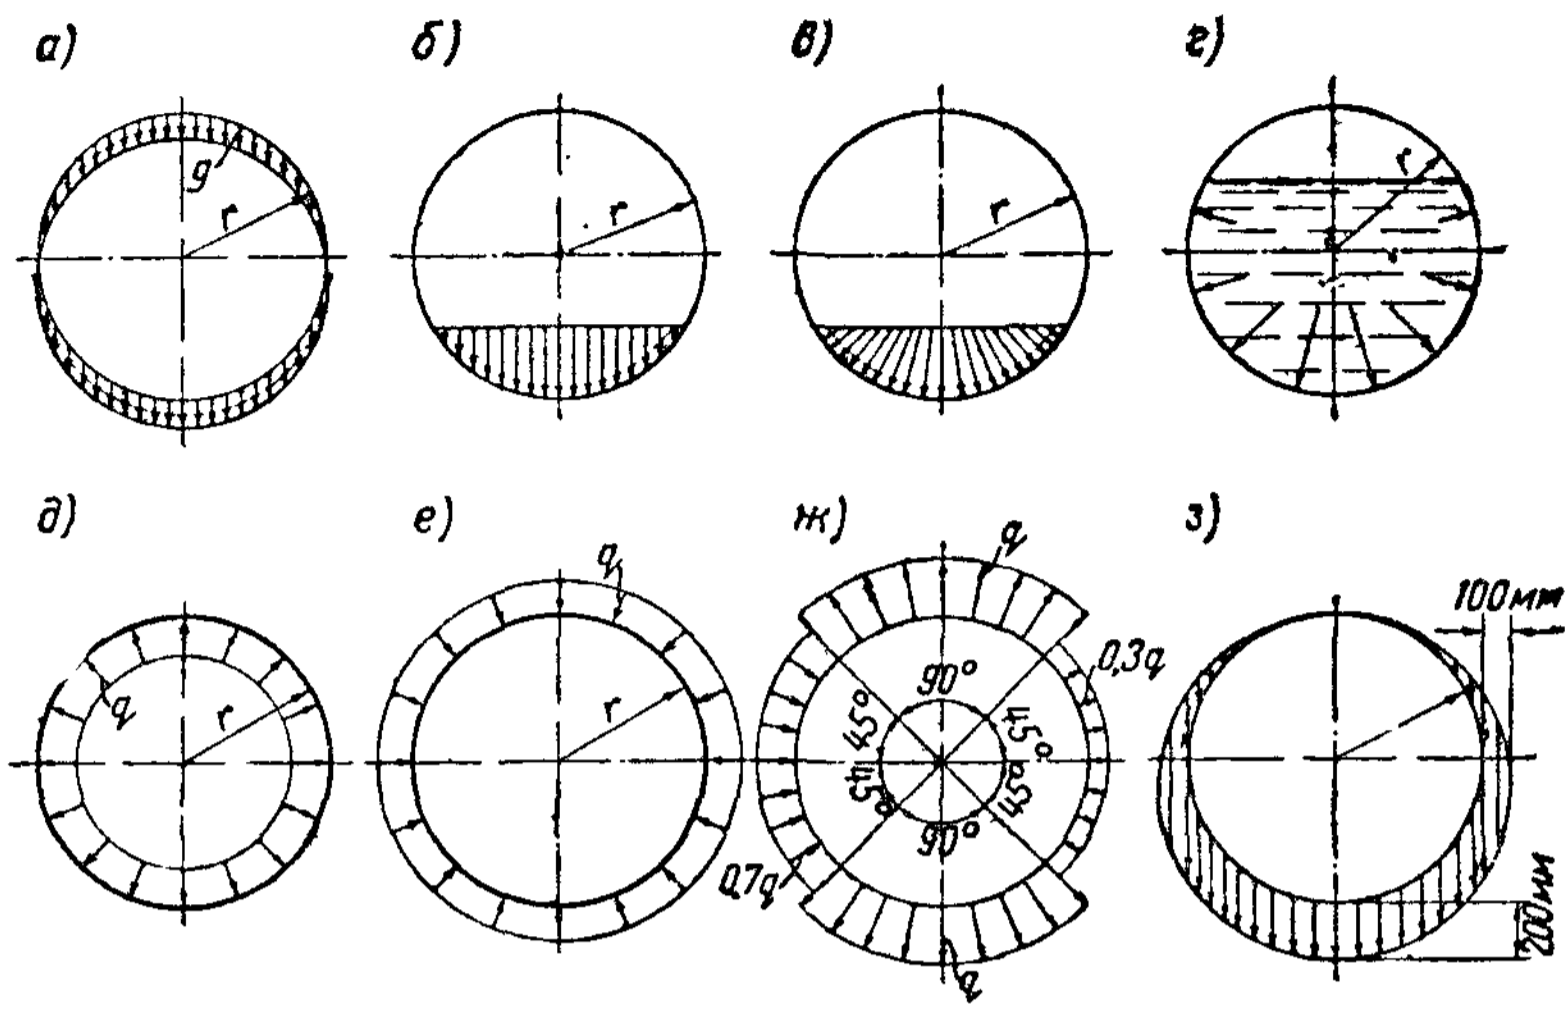 а) б) в) г)
g r r r r
д) е) ж) з)
q r q r q 0,3q 0,7q q
90° 45° 45° 45° 45° 90°
100мм
200мм